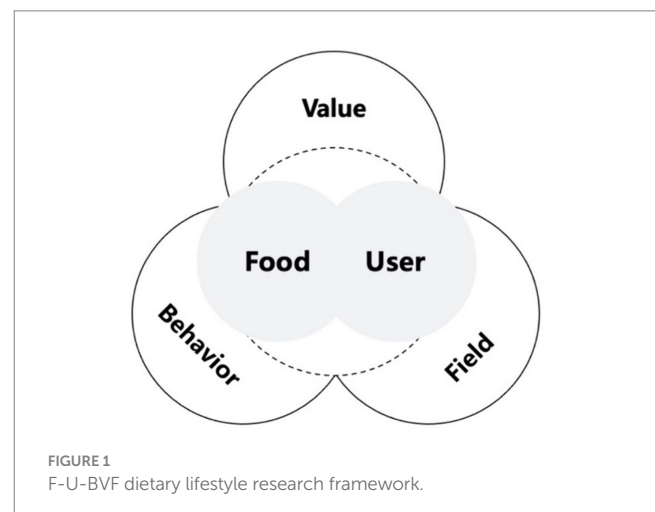 Value
Food
User
Behavior
Field
FIGURE 1
F-U-BVF dietary lifestyle research framework.